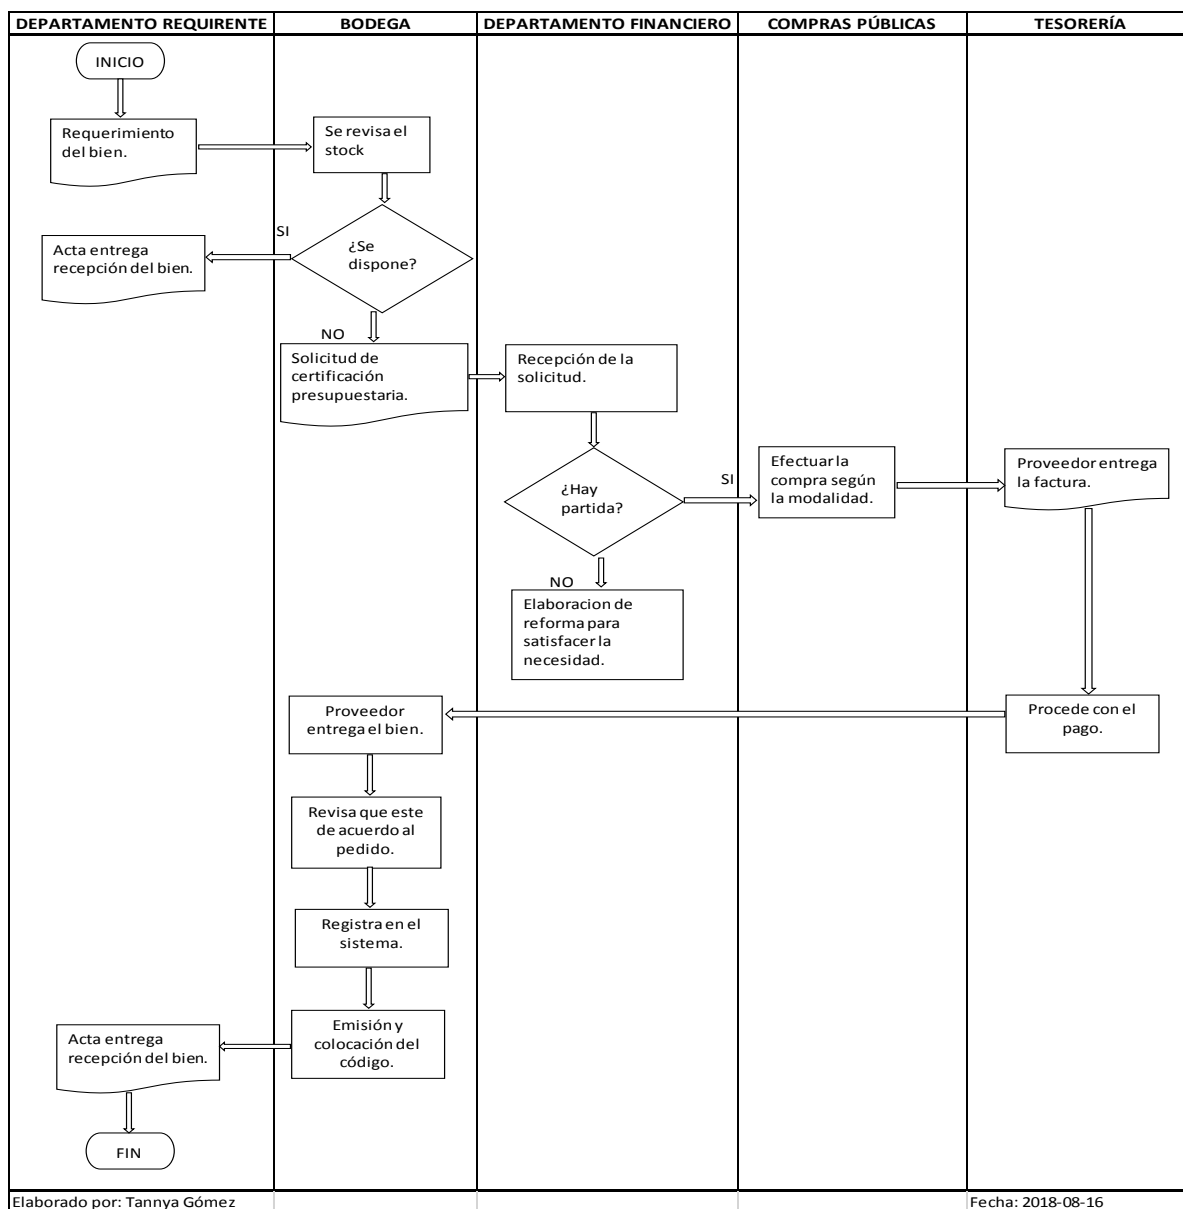 DEPARTAMENTO REQUIRENTE
BODEGA
DEPARTAMENTO FINANCIERO
COMPRAS PÚBLICAS
TESORERÍA
INICIO
Requerimiento
del bien.
Se revisa el
stock
¿Se
dispone?
SI
Acta entrega
recepción del bien.
NO
Solicitud de
certificación
presupuestaria.
Recepción de la
solicitud.
¿Hay
partida?
SI
Efectuar la
compra según
la modalidad.
Proveedor entrega
la factura.
NO
Elaboracion de
reforma para
satisfacer la
necesidad.
Procede con el
pago.
Proveedor
entrega el bien.
Revisa que este
de acuerdo al
pedido.
Registra en el
sistema.
Emisión y
colocación del
código.
Acta entrega
recepción del bien.
FIN
Elaborado por: Tannya Gómez
Fecha: 2018-08-16